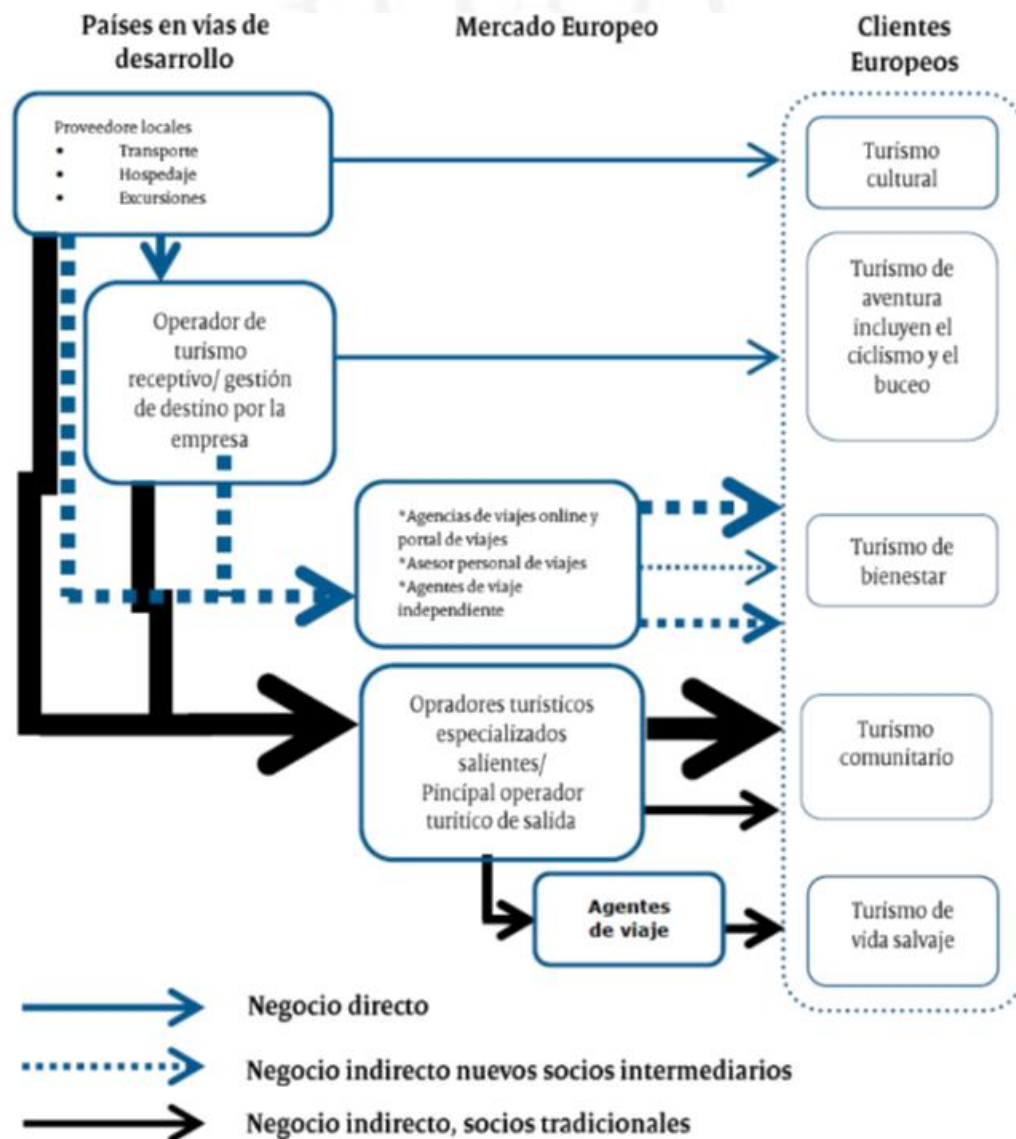 Países en vías de
desarrollo
Mercado Europeo
Clientes
Europeos
Proveedore locales
• Transporte
• Hospedaje
• Excursiones
Turismo
cultural
Operador de
turismo
receptivo/ gestión
de destino por la
empresa
Turismo de
aventura
incluyen el
ciclismo y el
buceo
*Agencias de viajes online y
portal de viajes
*Asesor personal de viajes
*Agentes de viaje
independiente
Turismo de
bienestar
Opradores turísticos
especializados
salientes/
Pincípal operador
turítico de salida
Turismo
comunitario
Agentes
de viaje
Turismo de
vida salvaje
Negocio directo
Negocio indirecto nuevos socios intermediarios
Negocio indirecto, socios tradicionales